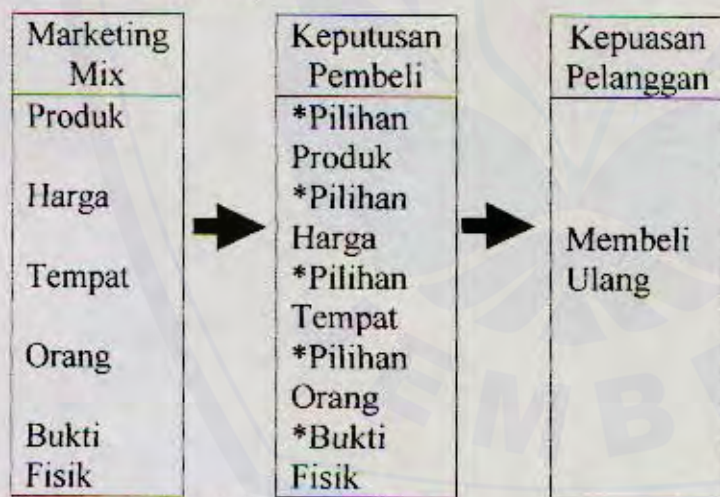 Marketing
Mix
Produk
Harga
Tempat
Orang
Bukti
Fisik
Keputusan
Pembeli
*Pilihan
Produk
*Pilihan
Harga
*Pilihan
Tempat
*Pilihan
Orang
*Bukti
Fisik
Kepuasan
Pelanggan
Membeli
Ulang
EMBE